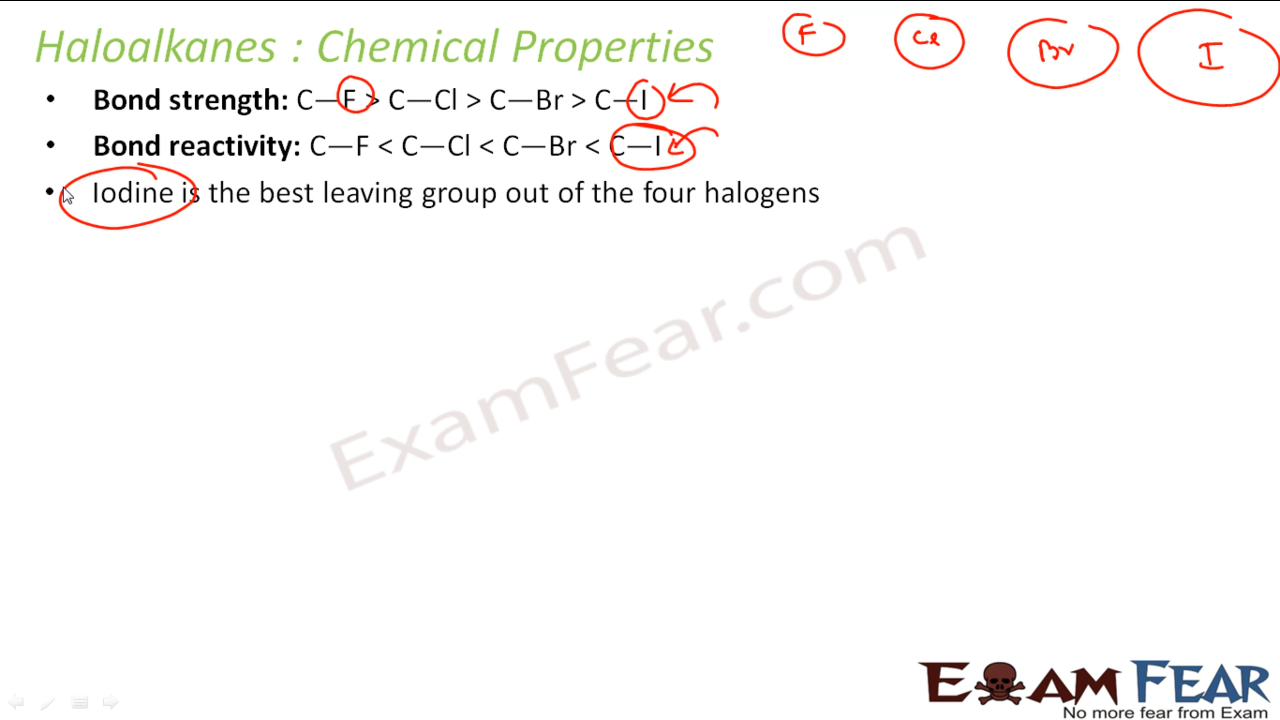 Haloalkanes : Chemical Properties
F Cl Br I
• Bond strength: C—F > C—Cl > C—Br > C—I
• Bond reactivity: C—F < C—Cl < C—Br < C—I
• Iodine is the best leaving group out of the four halogens
ExamFear.com
EXAM FEAR
No more fear from Exam